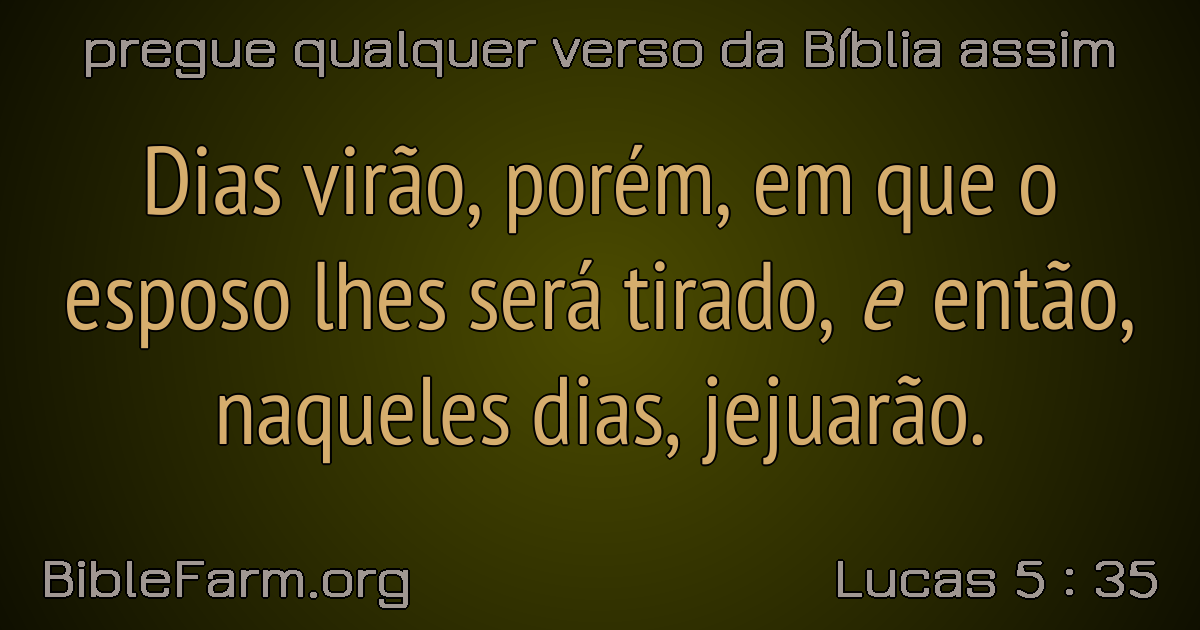 pregue qualquer verso da Bíblia assim
Dias virão, porém, em que o
esposo lhes será tirado, e então,
naqueles dias, jejuarão.
BibleFarm.org
Lucas 5 : 35